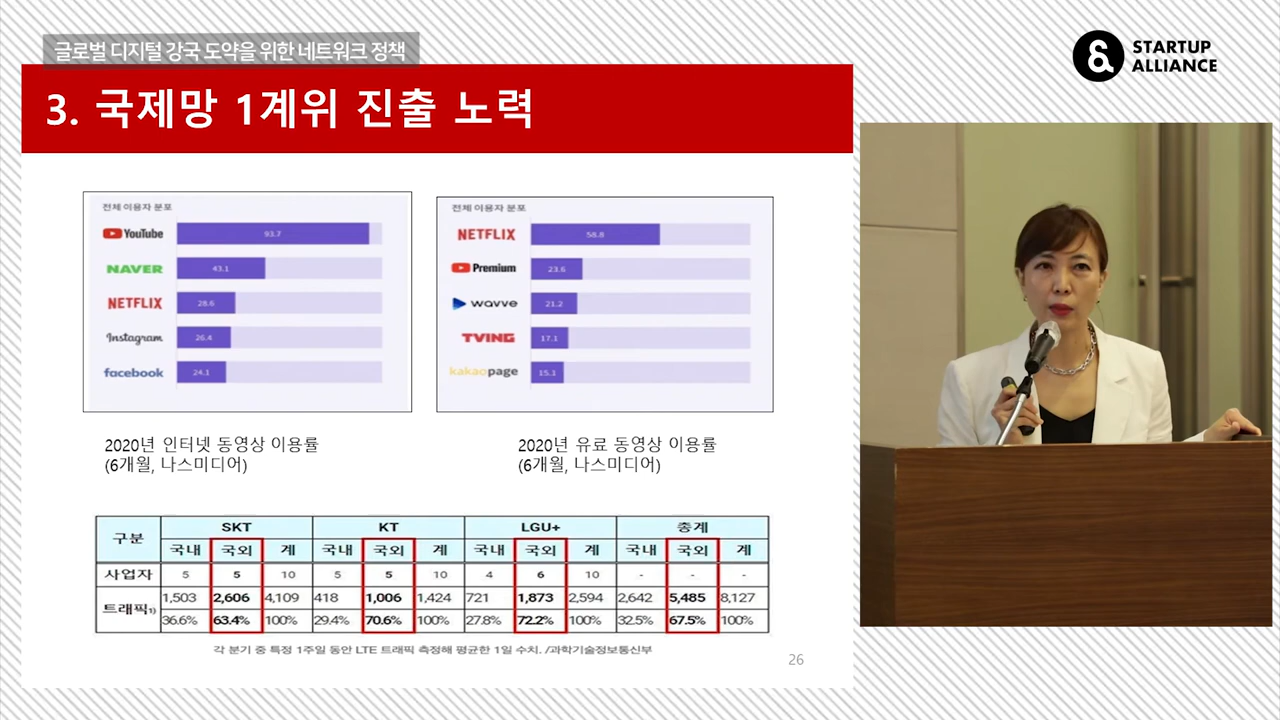 글로벌 디지털 강국 도약을 위한 네트워크 정책
STARTUP
ALLIANCE
3. 국제망 1계위 진출 노력
전체 이용자 분포
YouTube 93.7
NAVER 43.1
NETFLIX 28.6
Instagram 26.4
facebook 24.1
2020년 인터넷 동영상 이용률
(6개월, 나스미디어)
전체 이용자 분포
NETFLIX 58.8
Premium 23.6
wavve 21.2
TVING 17.1
kakaopage 15.1
2020년 유료 동영상 이용률
(6개월, 나스미디어)
구분 SKT KT LGU+ 총계
국내 국외 계 국내 국외 계 국내 국외 계 국내 국외 계
사업자 5 5 10 5 5 10 4 6 10 - - -
트래픽1) 1,503 2,606 4,109 418 1,006 1,424 721 1,873 2,594 2,642 5,485 8,127
36.6% 63.4% 100% 29.4% 70.6% 100% 27.8% 72.2% 100% 32.5% 67.5% 100%
각 분기 중 특정 1주일 동안 LTE 트래픽 측정해 평균한 1일 수치. /과학기술정보통신부
26